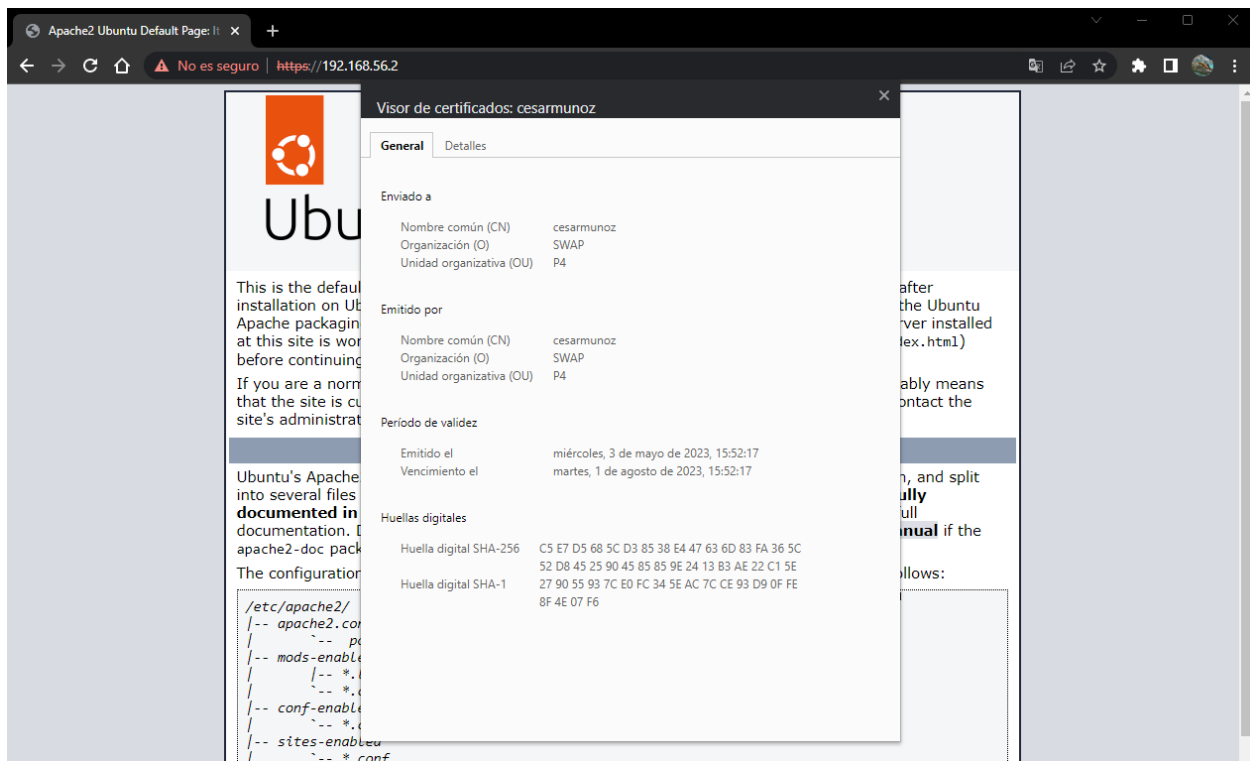 Apache2 Ubuntu Default Page: It
No es seguro | https://192.168.56.2
Visor de certificados: cesarmunoz
General Detalles
Enviado a
Nombre común (CN) cesarmunoz
Organización (O) SWAP
Unidad organizativa (OU) P4
Emitido por
Nombre común (CN) cesarmunoz
Organización (O) SWAP
Unidad organizativa (OU) P4
Período de validez
Emitido el miércoles, 3 de mayo de 2023, 15:52:17
Vencimiento el martes, 1 de agosto de 2023, 15:52:17
Huellas digitales
Huella digital SHA-256 C5 E7 D5 68 5C D3 85 38 E4 47 63 6D 83 FA 36 5C
52 D8 45 25 90 45 85 85 9E 24 13 B3 AE 22 C1 5E
Huella digital SHA-1 27 90 55 93 7C E0 FC 34 5E AC 7C CE 93 D9 0F FE
8F 4E 07 F6
Ubu
This is the defaul after
installation on Ub the Ubuntu
Apache packagin rver installed
at this site is wor dex.html)
before continuing
If you are a norm ably means
that the site is cu ontact the
site's administrat
Ubuntu's Apache n, and split
into several files ully
documented in ull
documentation. D anual if the
apache2-doc pack
The configuration llows:
/etc/apache2/
|-- apache2.con
| `-- po
|-- mods-enable
| |-- *.l
| `-- *.c
|-- conf-enable
| `-- *.c
|-- sites-enabled
| `-- *.conf